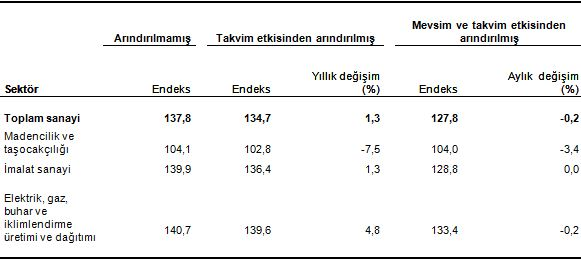 Arındırılmamış Takvim etkisinden arındırılmış Mevsim ve takvim etkisinden
arındırılmış
Sektör Endeks Endeks Yıllık değişim
(%) Endeks Aylık değişim
(%)
Toplam sanayi 137,8 134,7 1,3 127,8 -0,2
Madencilik ve
taşocakçılığı 104,1 102,8 -7,5 104,0 -3,4
İmalat sanayi 139,9 136,4 1,3 128,8 0,0
Elektrik, gaz,
buhar ve
iklimlendirme
üretimi ve dağıtımı 140,7 139,6 4,8 133,4 -0,2